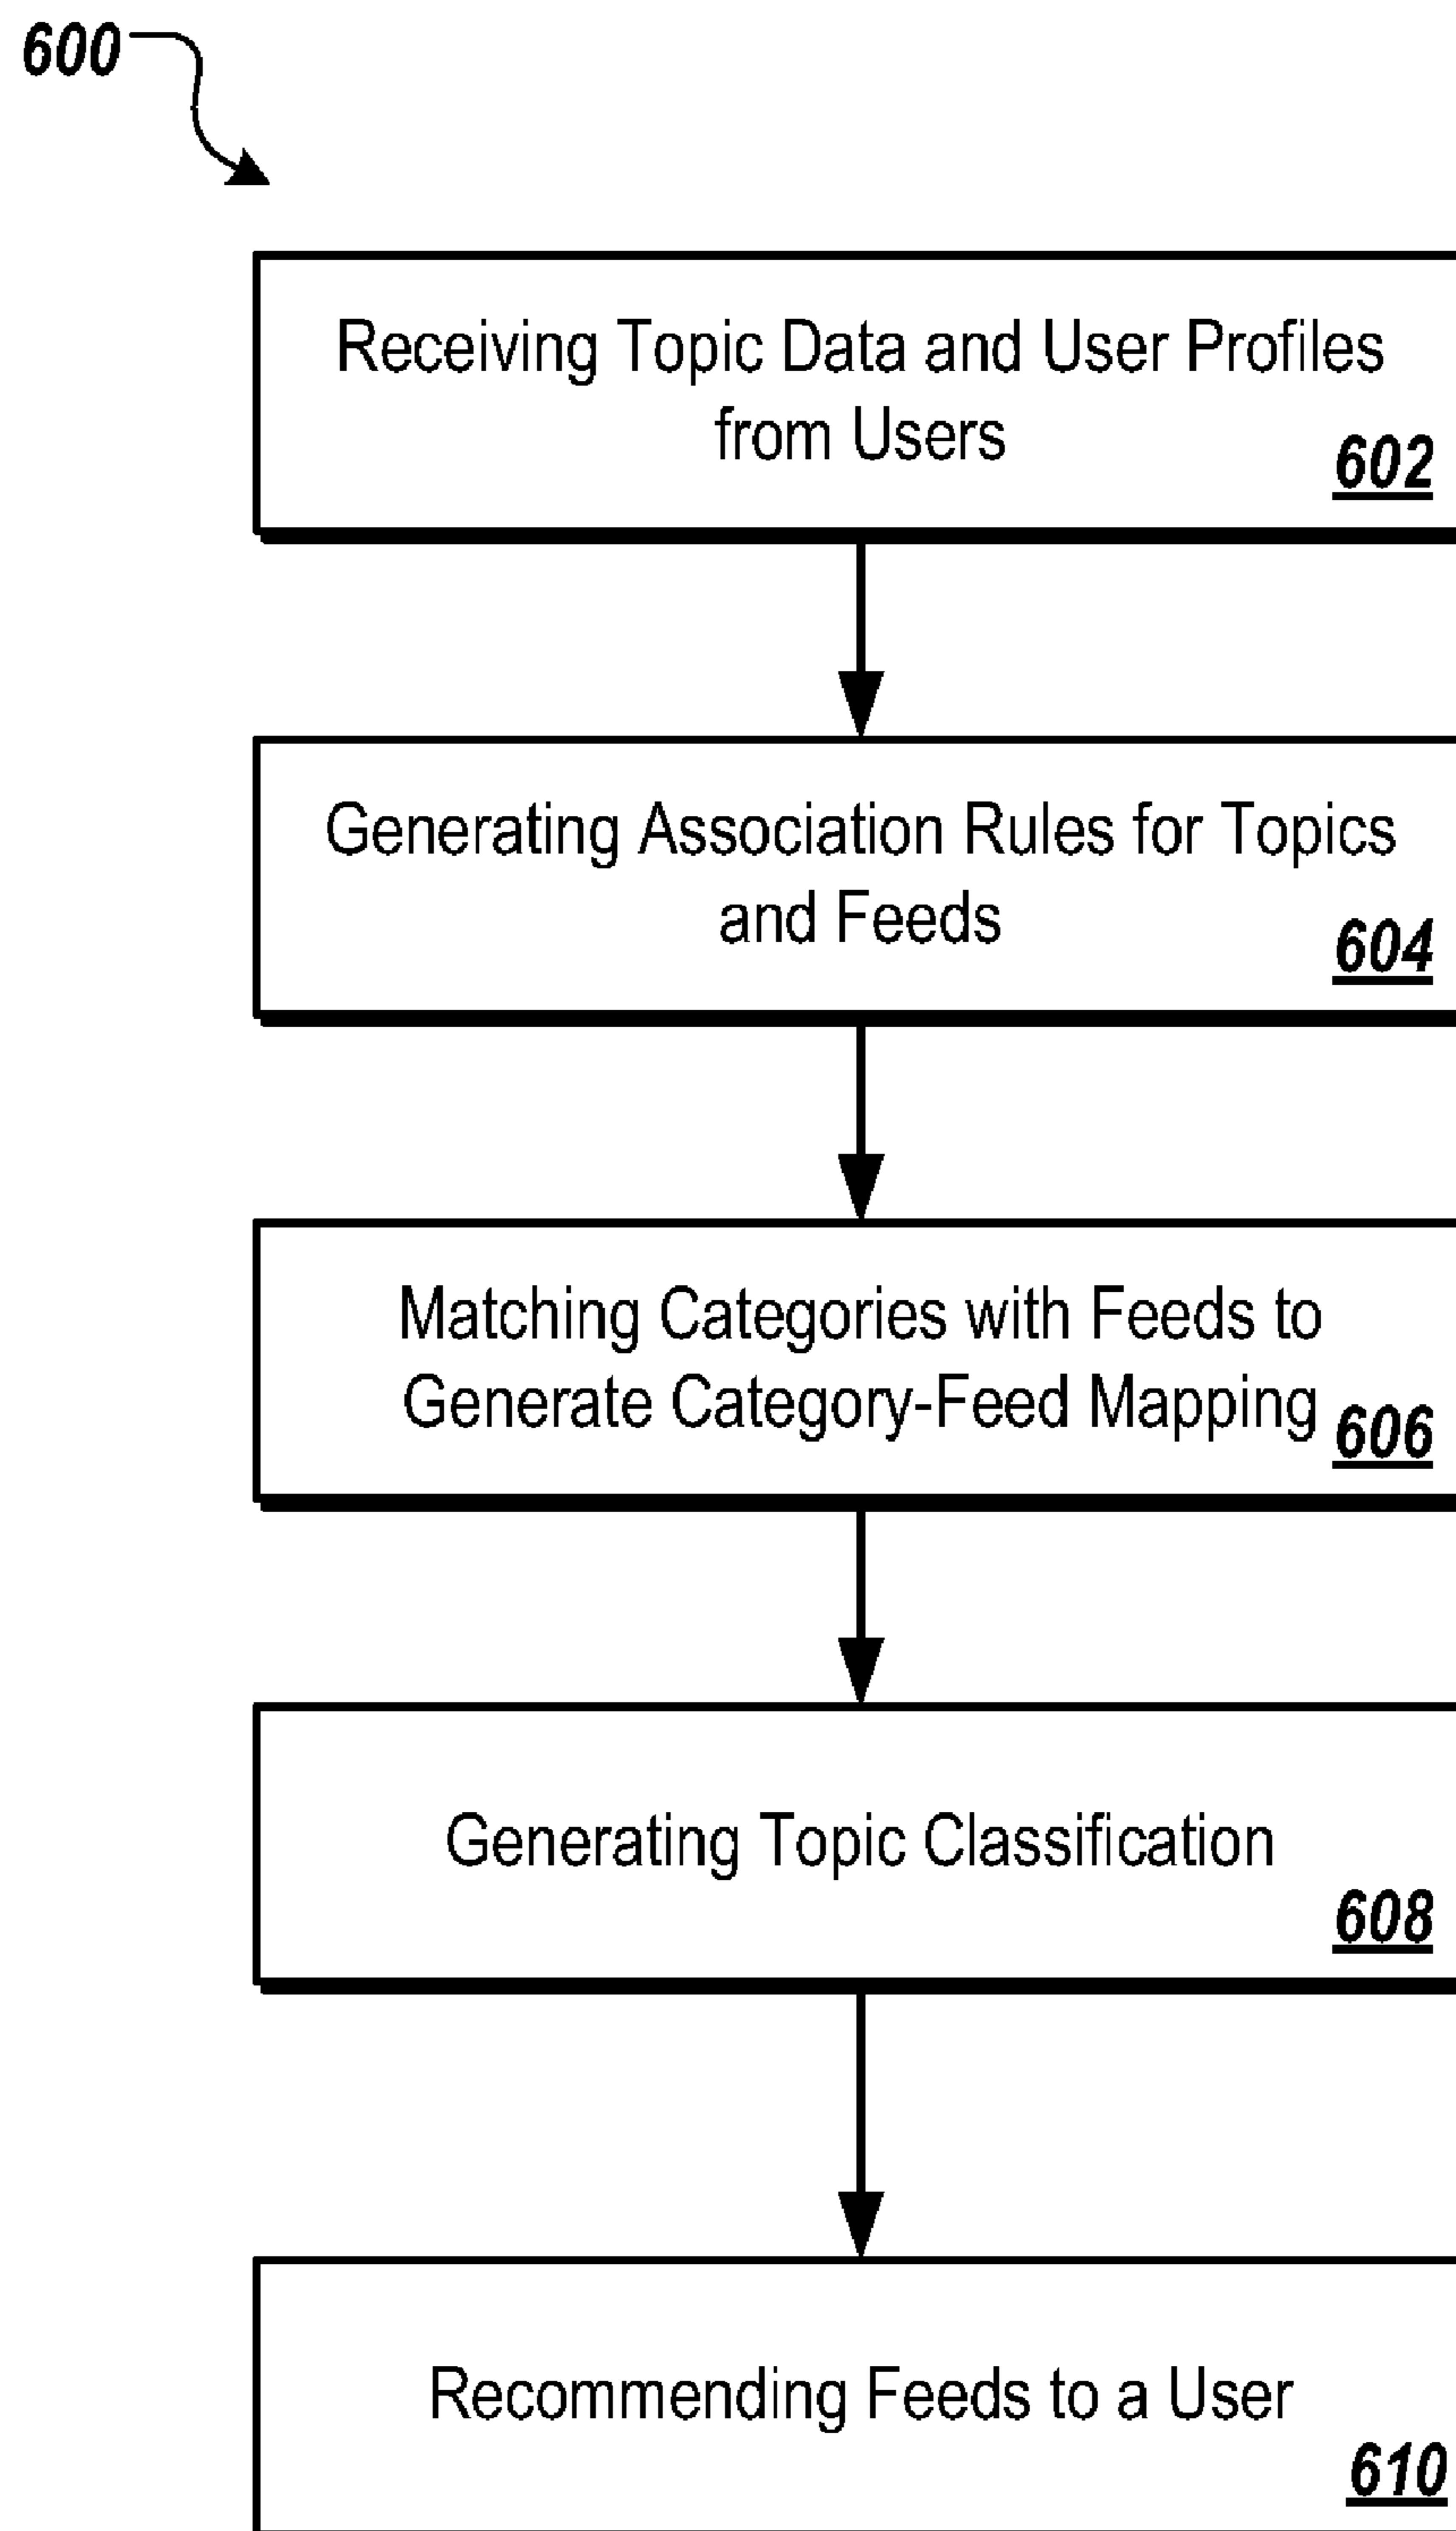 600
Receiving Topic Data and User Profiles
from Users
602
Generating Association Rules for Topics
and Feeds
604
Matching Categories with Feeds to
Generate Category-Feed Mapping
606
Generating Topic Classification
608
Recommending Feeds to a User
610